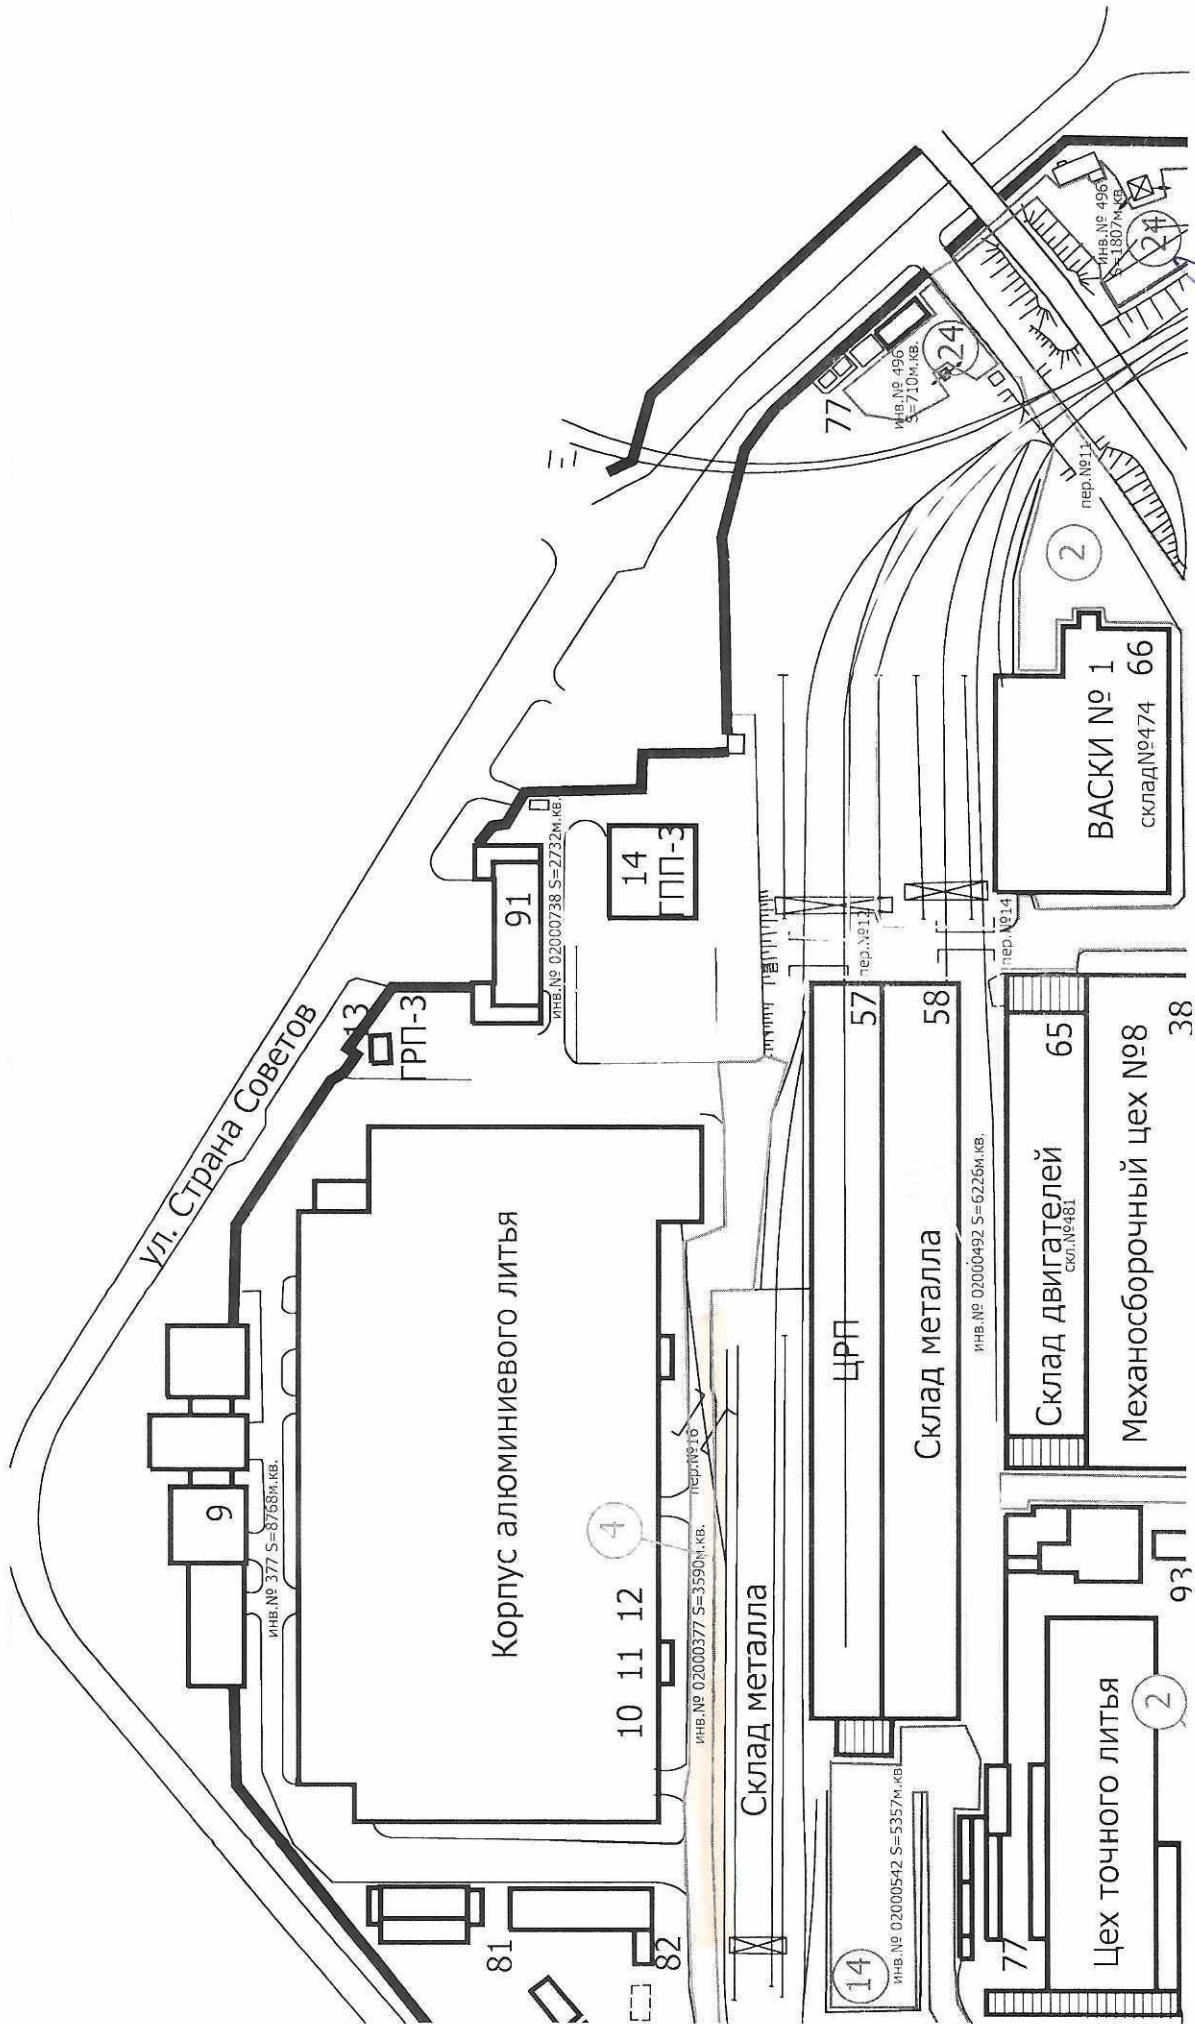 ул. Страна Советов
9
инв.№ 377 S=8768м.кв.
13
ГРП-3
91
инв.№ 02000738 S=2732м.кв.
14
ГПП-3
Корпус алюминиевого литья
10 11 12
81
82
4
пер.№16
инв.№ 02000377 S=3590м.кв.
Склад металла
ЦРП
57
Склад металла
58
пер.№12
пер.№14
инв.№ 02000492 S=6226м.кв.
14
инв.№ 02000542 S=5357м.кв.
77
инв.№ 496
S=710м.кв.
24
инв.№ 496
S=1807м.кв.
24
пер.№11
2
ВАСКИ № 1
склад№474
66
65
Склад двигателей
скл.№481
Механосборочный цех №8
38
93
77
Цех точного литья
2